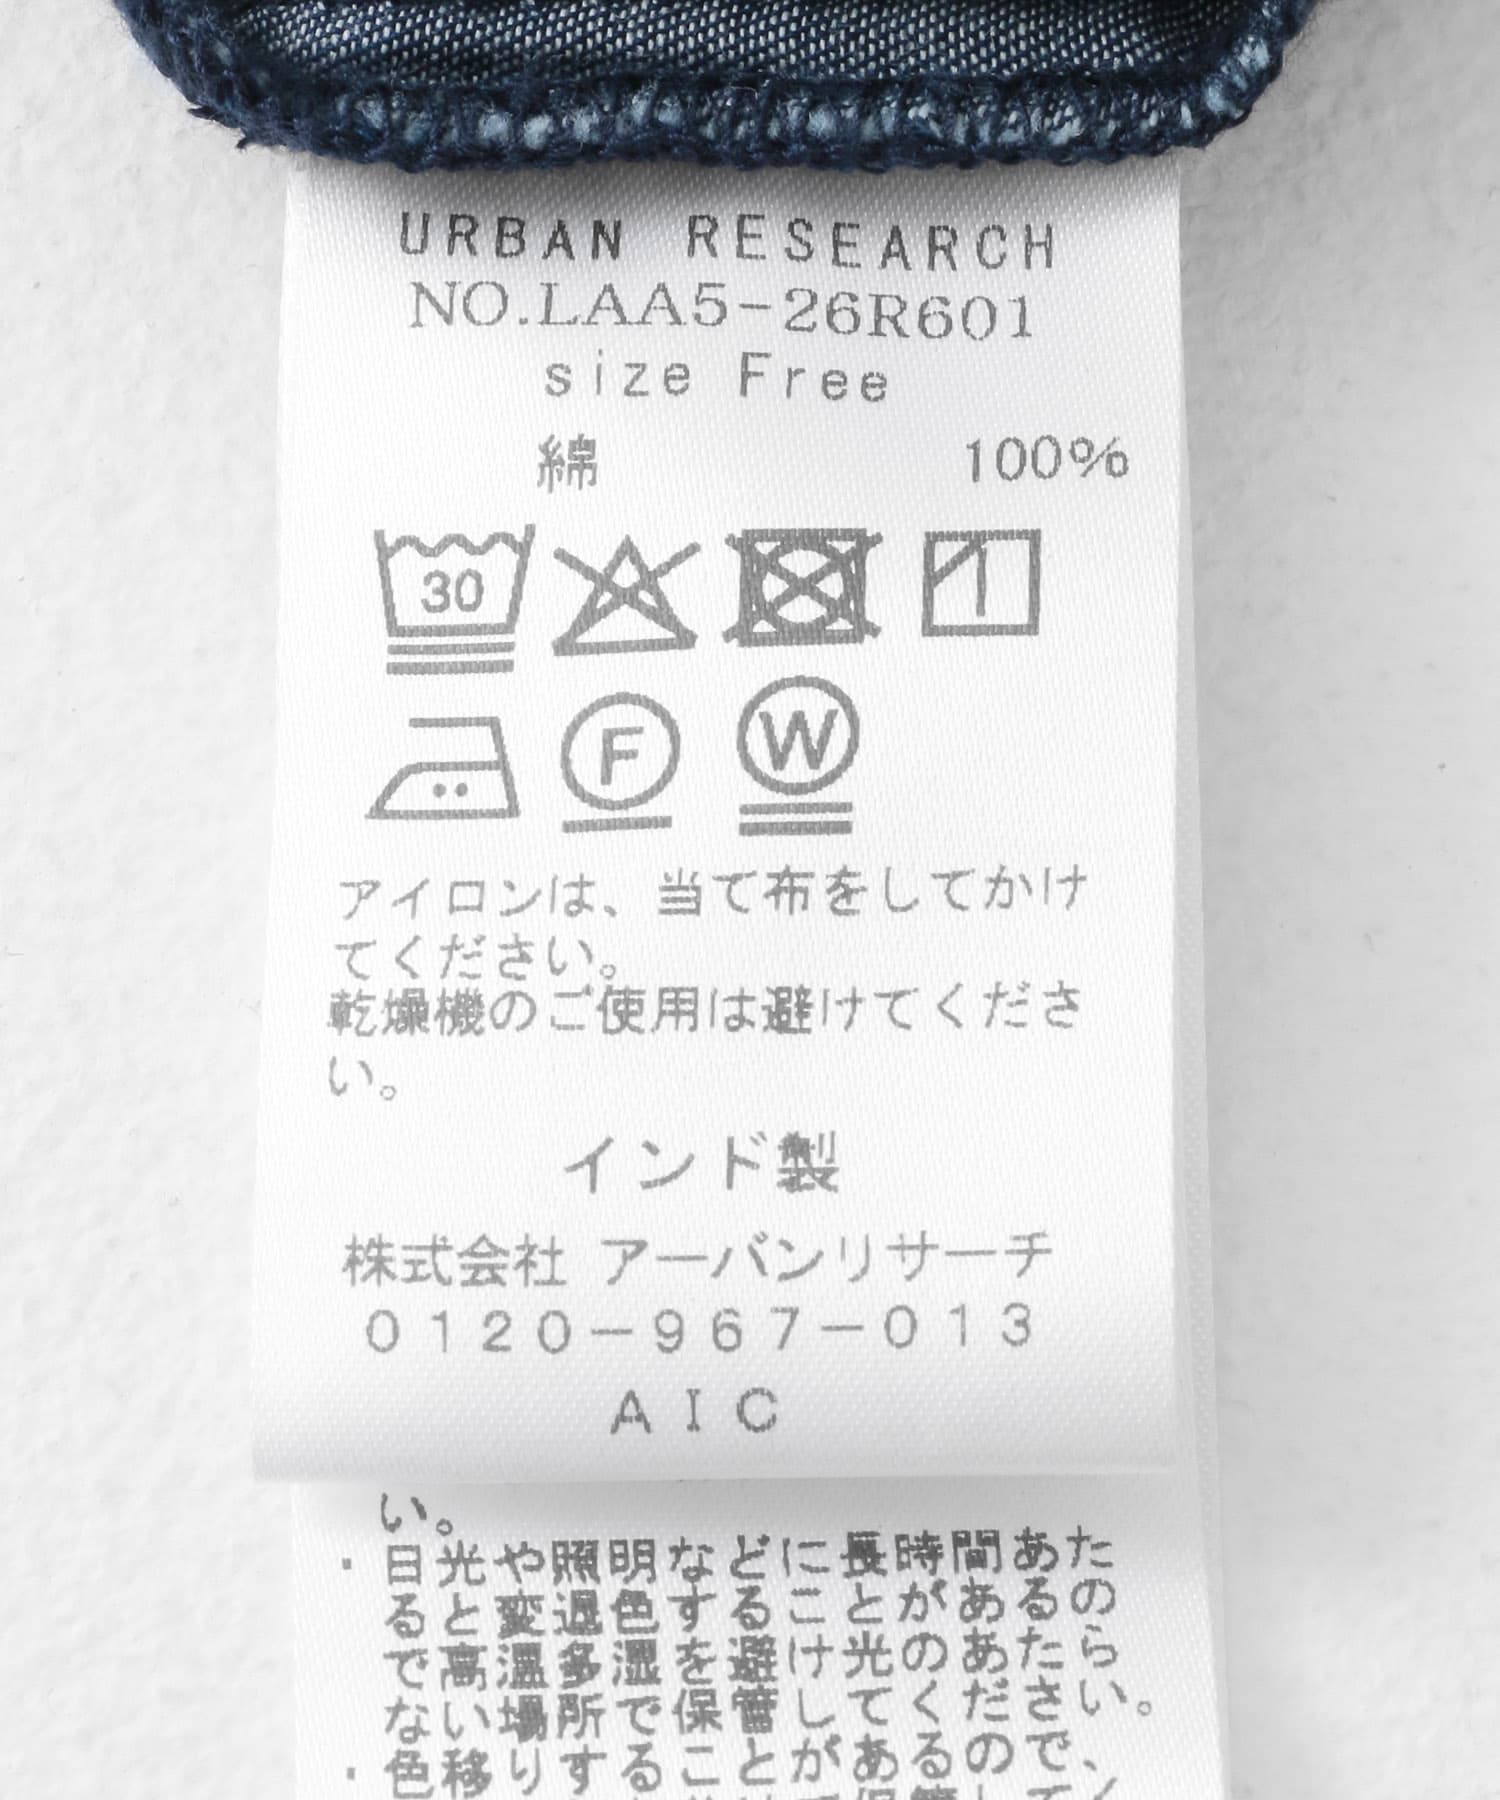 URBAN RESEARCH
NO.LAA5-26R601
size Free
綿 100%
30
F W
アイロンは、当て布をしてかけ
てください。
乾燥機のご使用は避けてくださ
い。
インド製
株式会社 アーバンリサーチ
0120-967-013
AIC
い。
・日光や照明などに長時間あた
ると変退色することがあるの
で高温多湿を避け光のあたら
ない場所で保管してください。
・色移りすることがあるので、